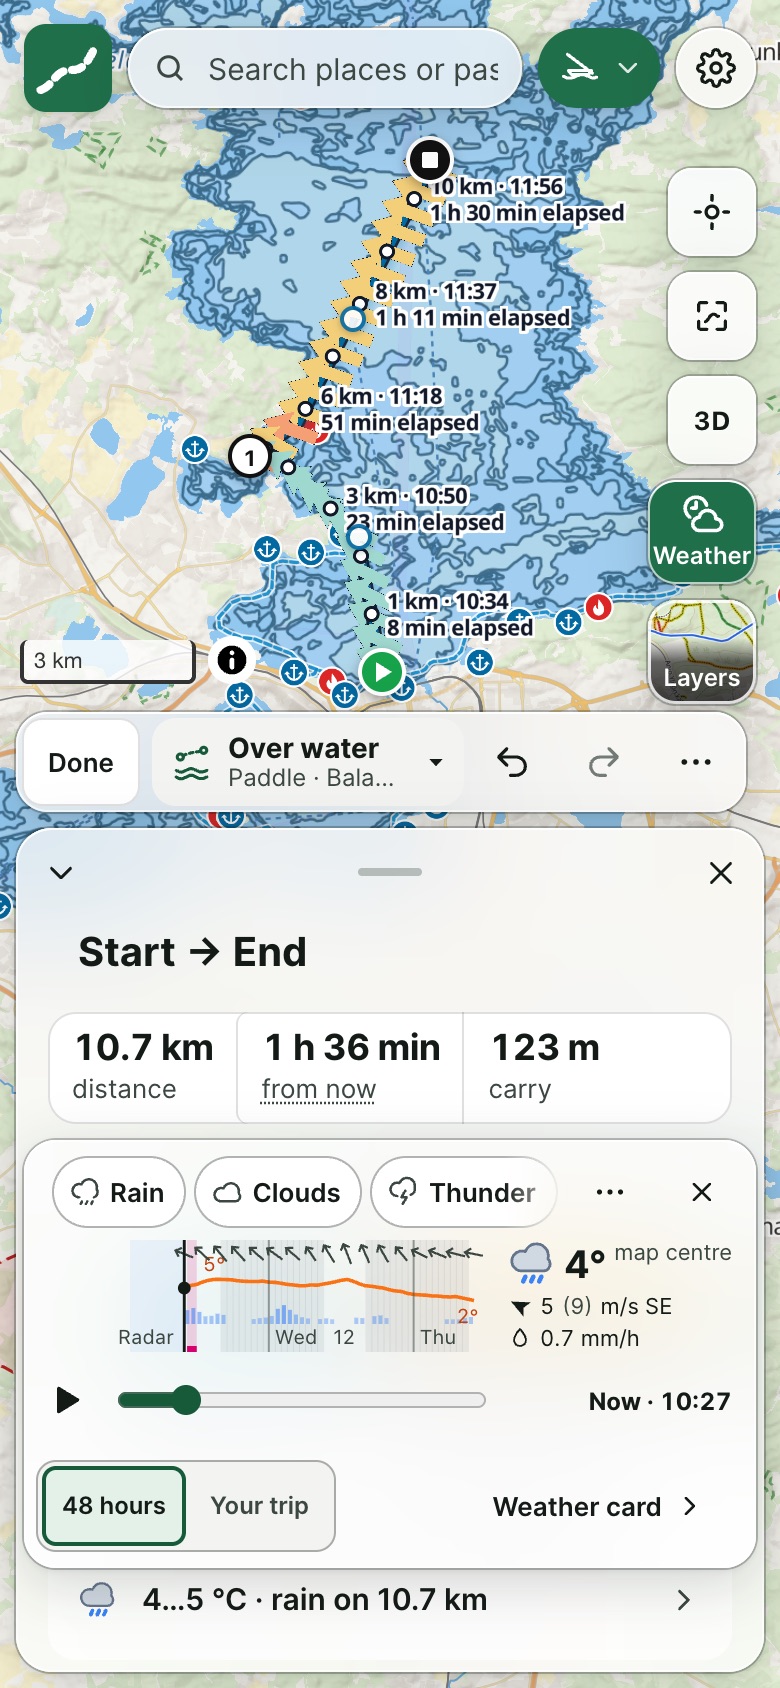 Search places or pas
10 km · 11:56
1 h 30 min elapsed
8 km · 11:37
1 h 11 min elapsed
6 km · 11:18
51 min elapsed
1
3 km · 10:50
23 min elapsed
1 km · 10:34
8 min elapsed
3D
Weather
Layers
3 km
Done
Over water
Paddle · Bala...
Start → End
10.7 km
distance
1 h 36 min
from now
123 m
carry
Rain
Clouds
Thunder
5°
2°
Radar
Wed
12
Thu
4° map centre
5 (9) m/s SE
0.7 mm/h
Now · 10:27
48 hours
Your trip
Weather card
4...5 °C · rain on 10.7 km